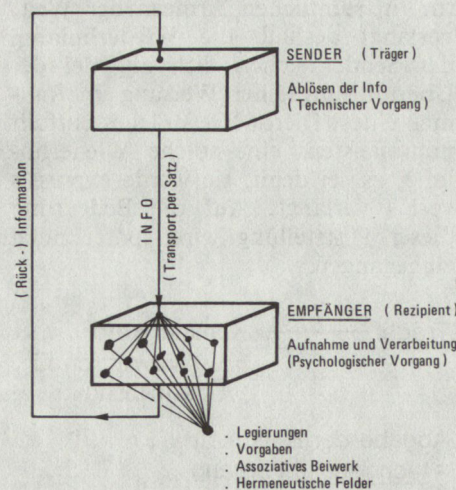 SENDER ( Träger )
Ablösen der Info
( Technischer Vorgang )
( Rück - ) Information
INFO
( Transport per Satz )
EMPFÄNGER ( Rezipient )
Aufnahme und Verarbeitung
(Psychologischer Vorgang )
. Legierungen
. Vorgaben
. Assoziatives Beiwerk
. Hermeneutische Felder